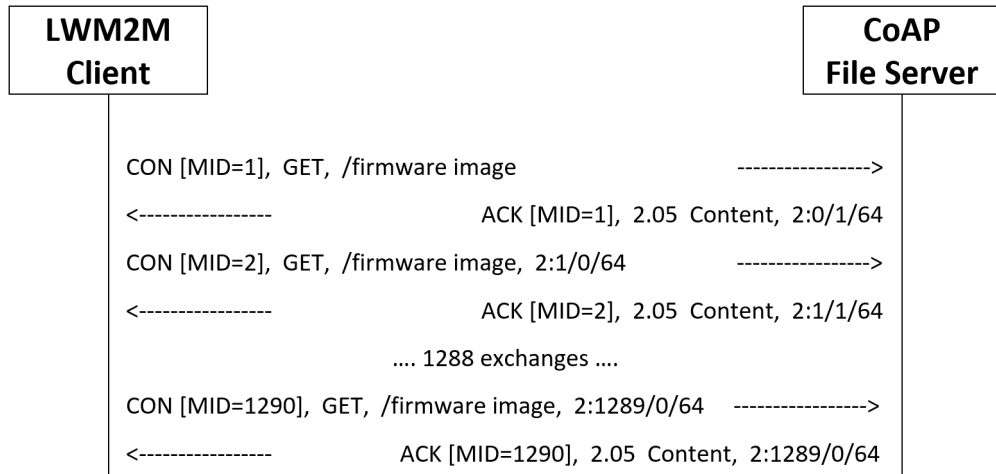 LWM2M
Client
CoAP
File Server
CON [MID=1], GET, /firmware image ----------------->
<----------------- ACK [MID=1], 2.05 Content, 2:0/1/64
CON [MID=2], GET, /firmware image, 2:1/0/64 ----------------->
<----------------- ACK [MID=2], 2.05 Content, 2:1/1/64
.... 1288 exchanges ....
CON [MID=1290], GET, /firmware image, 2:1289/0/64 ----------------->
<----------------- ACK [MID=1290], 2.05 Content, 2:1289/0/64